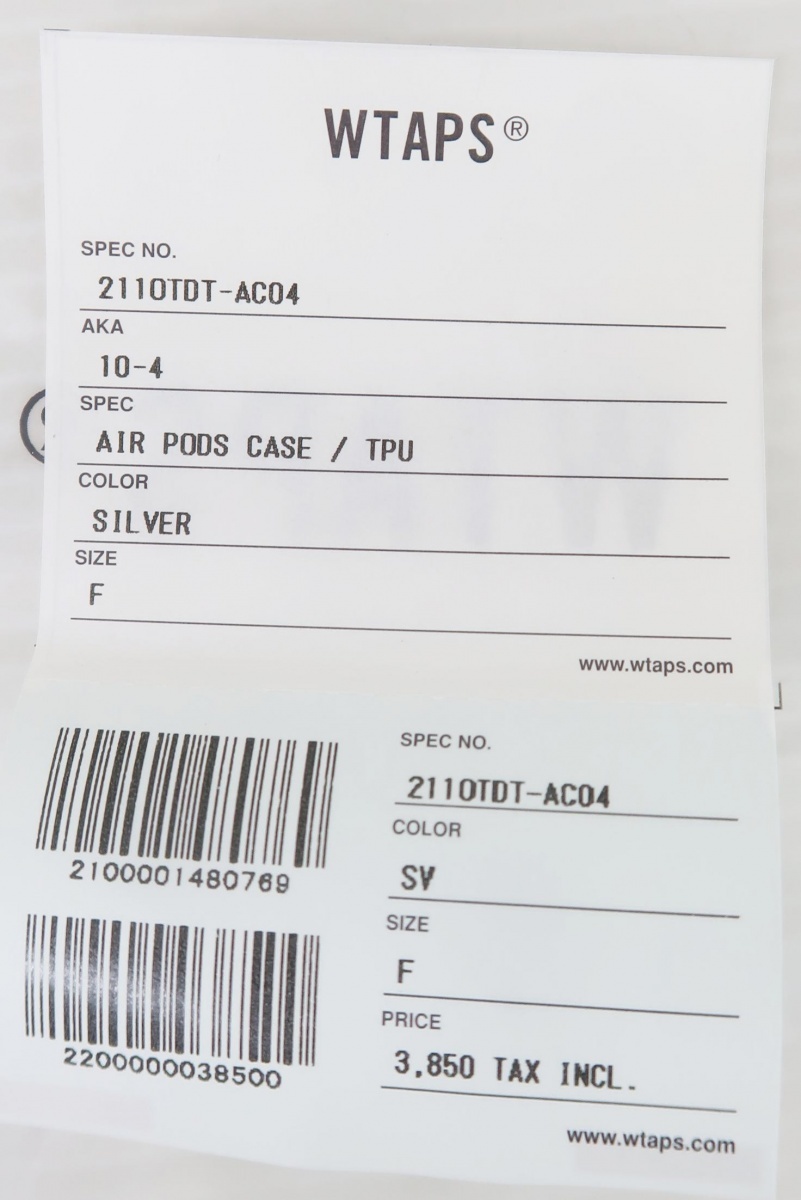 WTAPS®
SPEC NO.
211OTDT-AC04
AKA
10-4
SPEC
AIR PODS CASE / TPU
COLOR
SILVER
SIZE
F
www.wtaps.com
2100001480769
2200000038500
SPEC NO.
211OTDT-AC04
COLOR
SV
SIZE
F
PRICE
3,850 TAX INCL.
www.wtaps.com